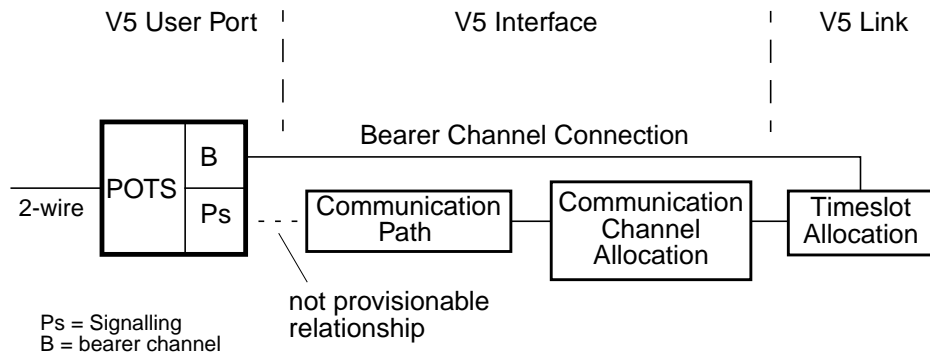 V5 User Port
V5 Interface
V5 Link
Bearer Channel Connection
B
POTS
2-wire
Ps
Communication
Path
Communication
Channel
Allocation
Timeslot
Allocation
not provisionable
relationship
Ps = Signalling
B = bearer channel